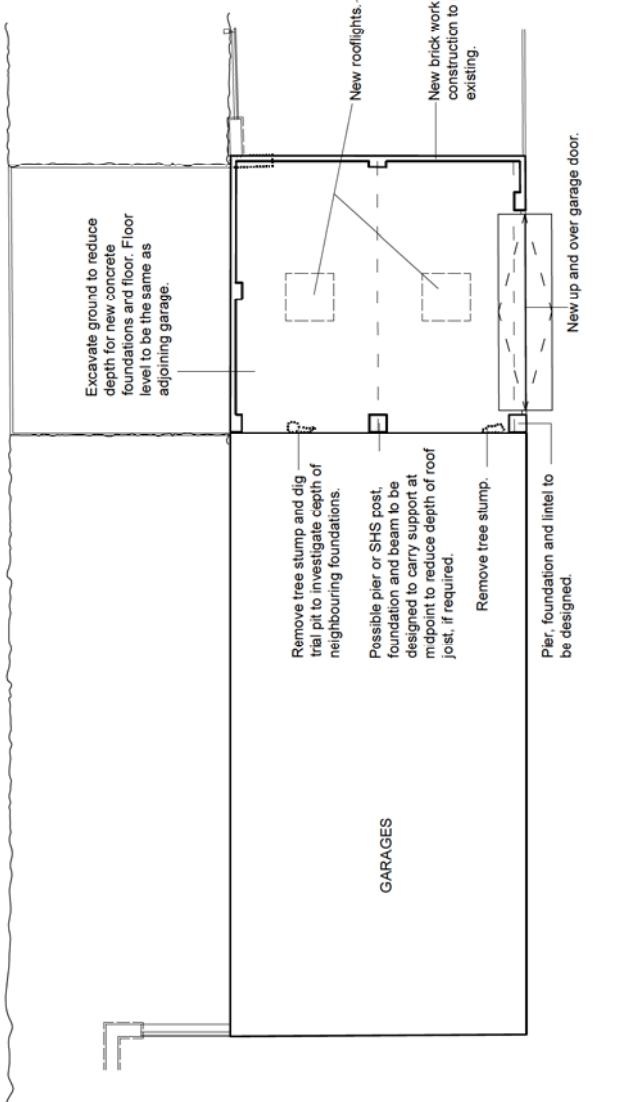 Excavate ground to reduce
depth for new concrete
foundations and floor. Floor
level to be the same as
adjoining garage.
Remove tree stump and dig
trial pit to investigate cepth of
neighbouring foundations.
New rooflights.
Possible pier or SHS post,
foundation and beam to be
designed to carry support at
midpoint to reduce depth of roof
joist, if required.
GARAGES
New brick work
construction to
existing.
Remove tree stump.
Pier, foundation and lintel to
be designed.
New up and over garage door.